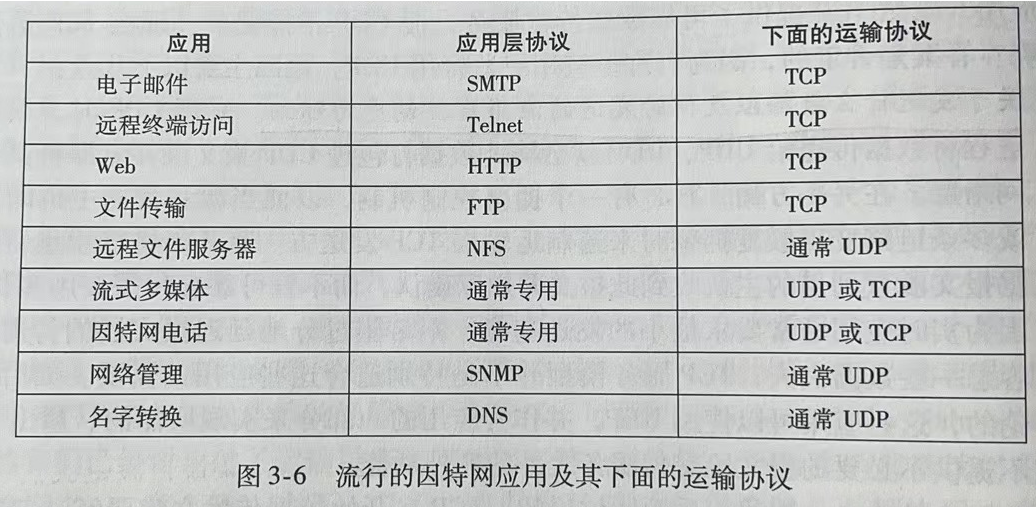 应用 应用层协议 下面的运输协议
电子邮件 SMTP TCP
远程终端访问 Telnet TCP
Web HTTP TCP
文件传输 FTP TCP
远程文件服务器 NFS 通常 UDP
流式多媒体 通常专用 UDP 或 TCP
因特网电话 通常专用 UDP 或 TCP
网络管理 SNMP 通常 UDP
名字转换 DNS 通常 UDP
图 3-6 流行的因特网应用及其下面的运输协议